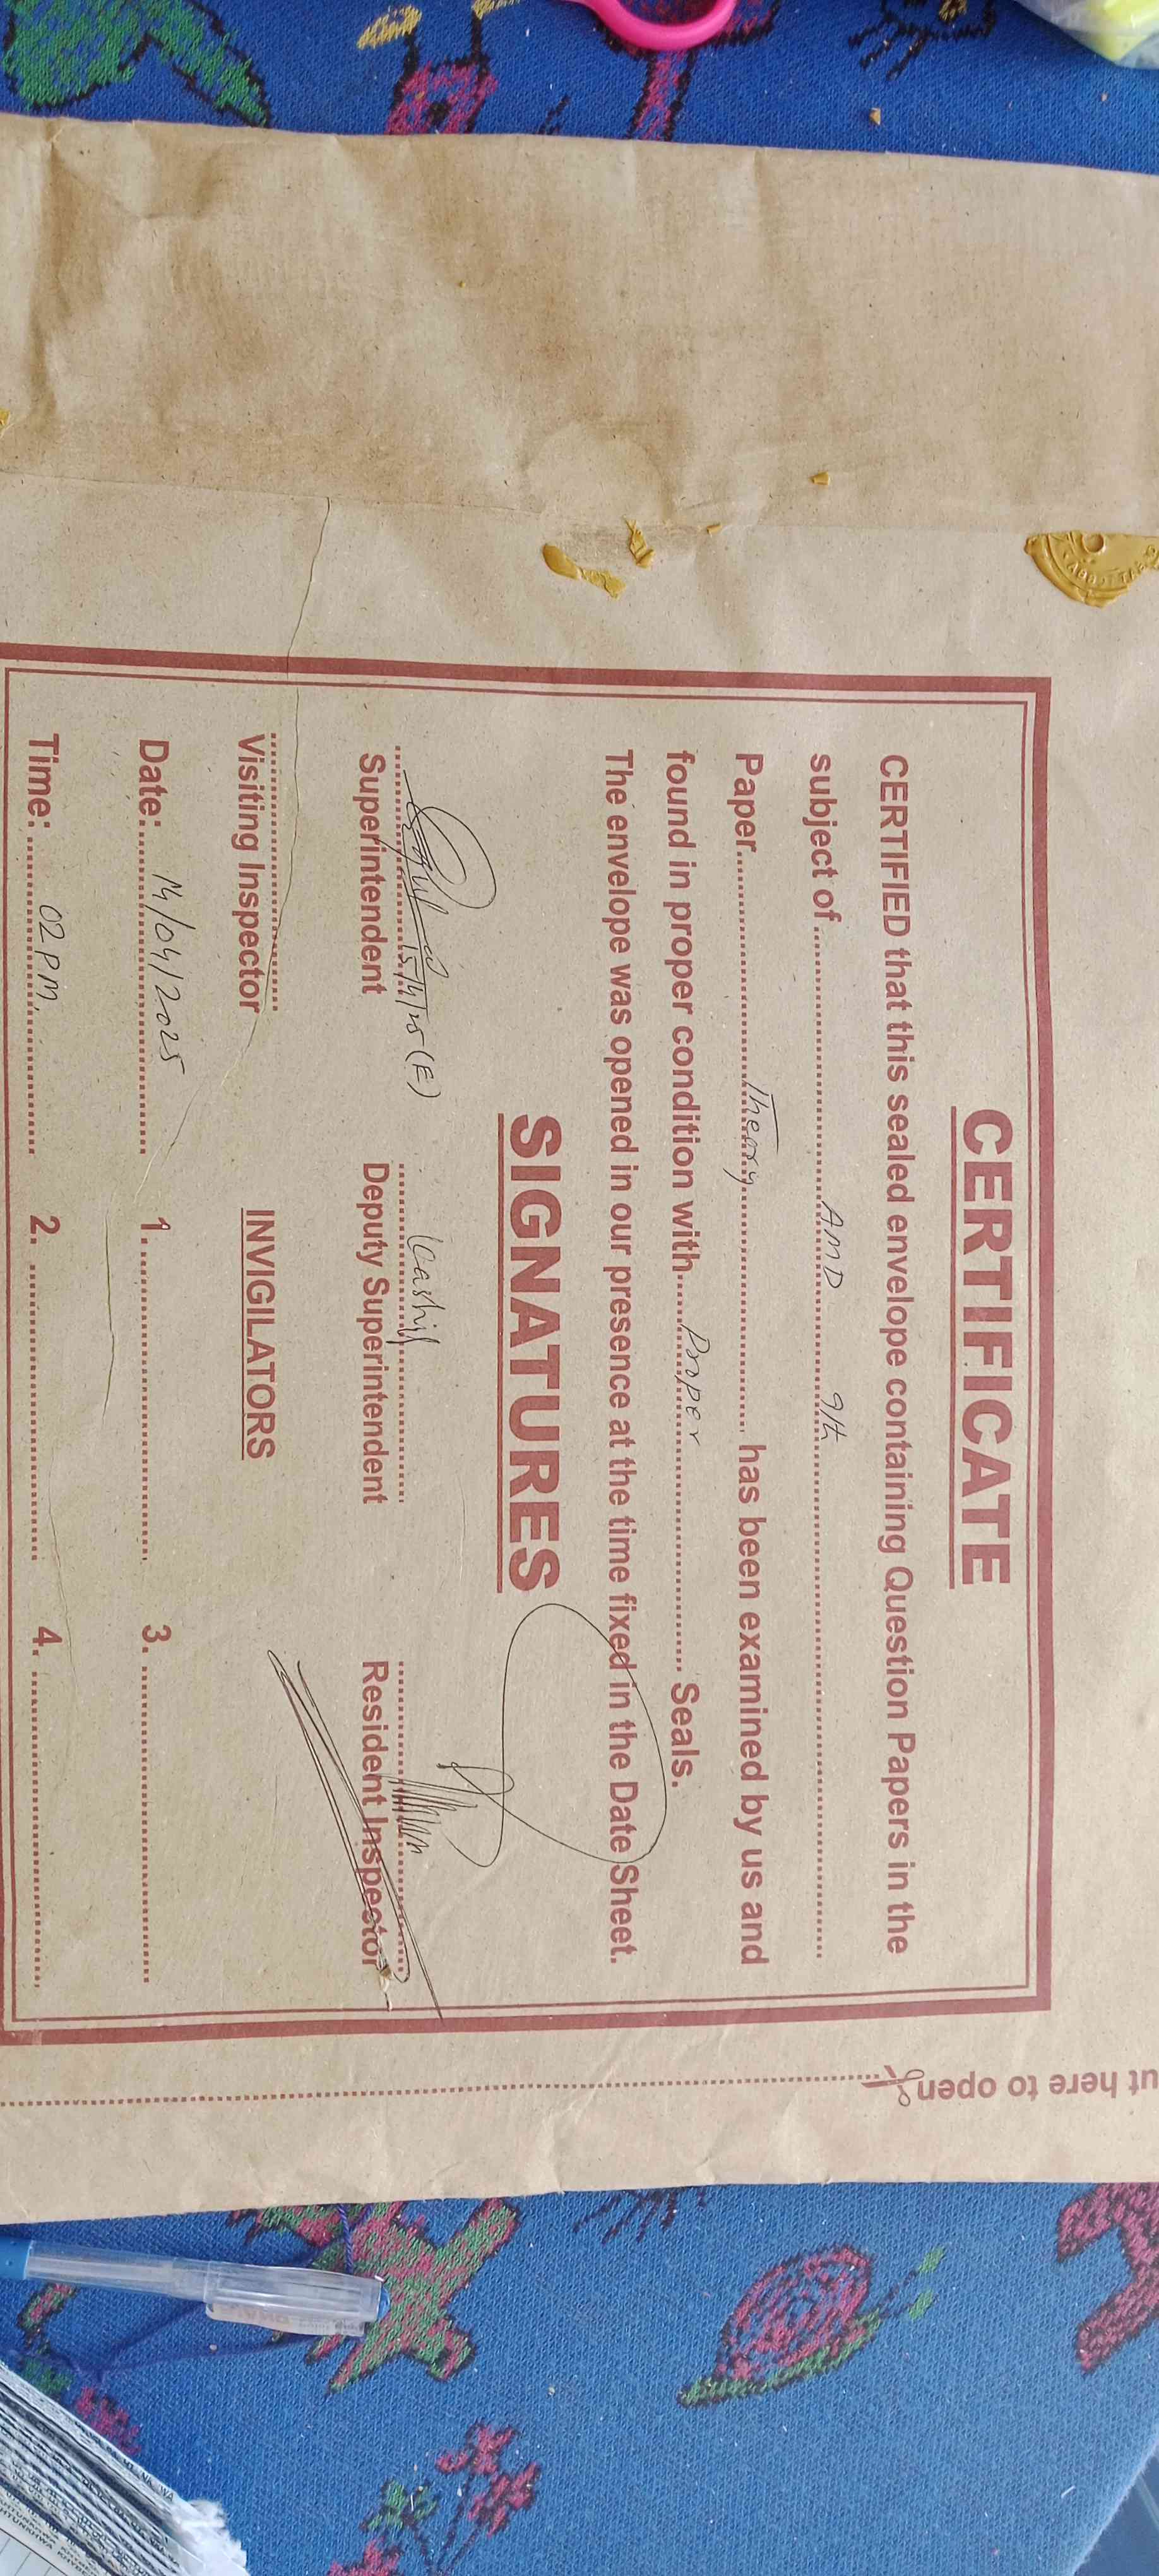 CERTIFICATE
CERTIFIED that this sealed envelope containing Question Papers in the
subject of.......... AMD 9th ..........
Paper.......... Theory .......... has been examined by us and
found in proper condition with..... Proper .......... Seals.
The envelope was opened in our presence at the time fixed in the Date Sheet.
SIGNATURES
15/4/25 (E) Kashif
Superintendent Deputy Superintendent Resident Inspector
Visiting Inspector INVIGILATORS
Date:..... 14/04/2025 ..... 1. .......... 3. ..........
Time: ..... 02 PM. ..... 2. .......... 4. ..........
ut here to open